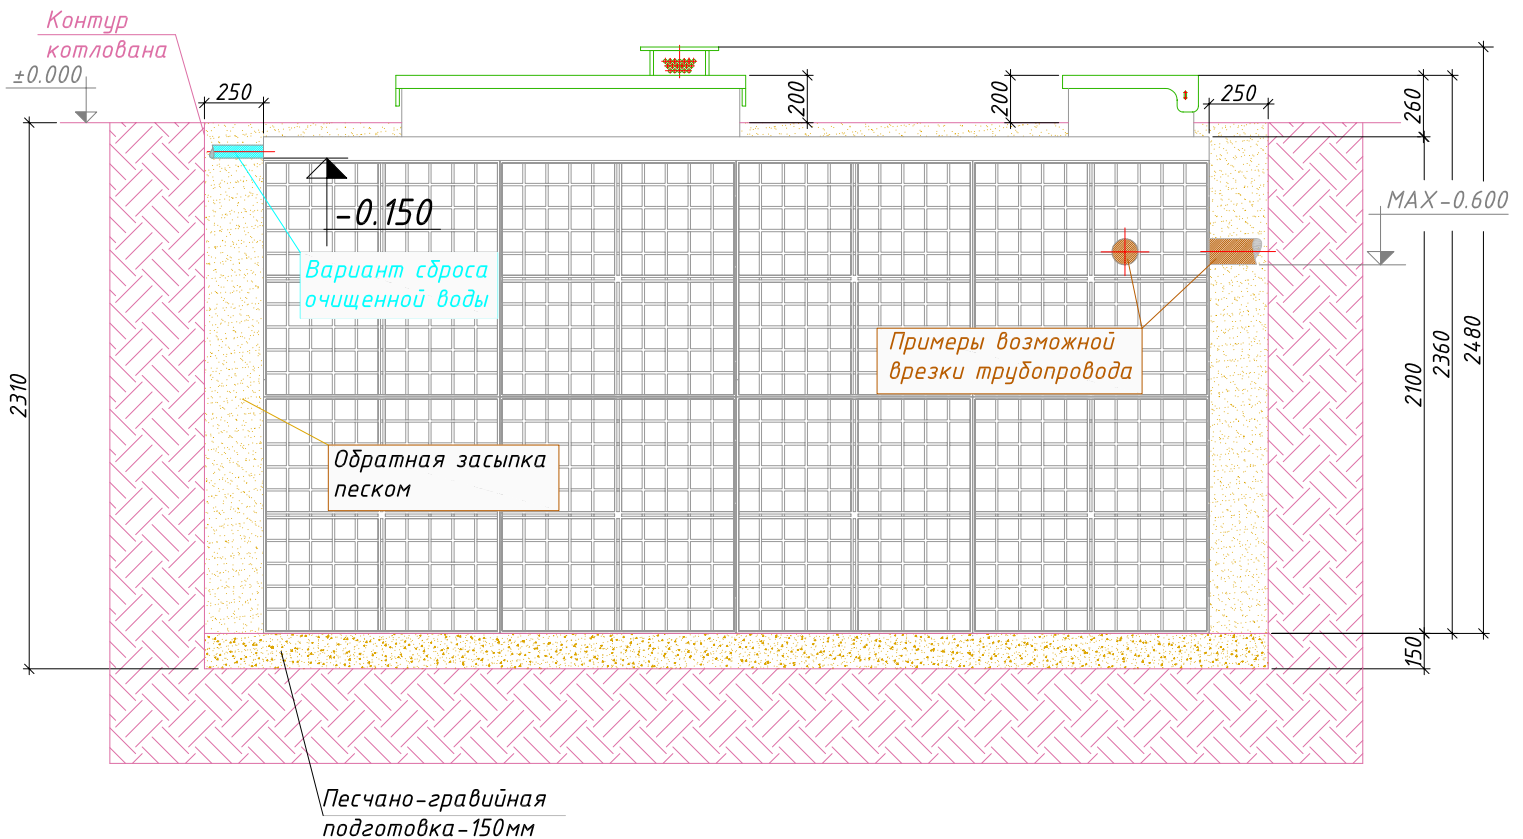 Контур
котлована
±0.000
250
200
200
250
260
-0.150
MAX-0.600
Вариант сброса
очищенной воды
Примеры возможной
врезки трубопровода
2310
2100
2360
2480
Обратная засыпка
песком
150
Песчано-гравийная
подготовка-150мм